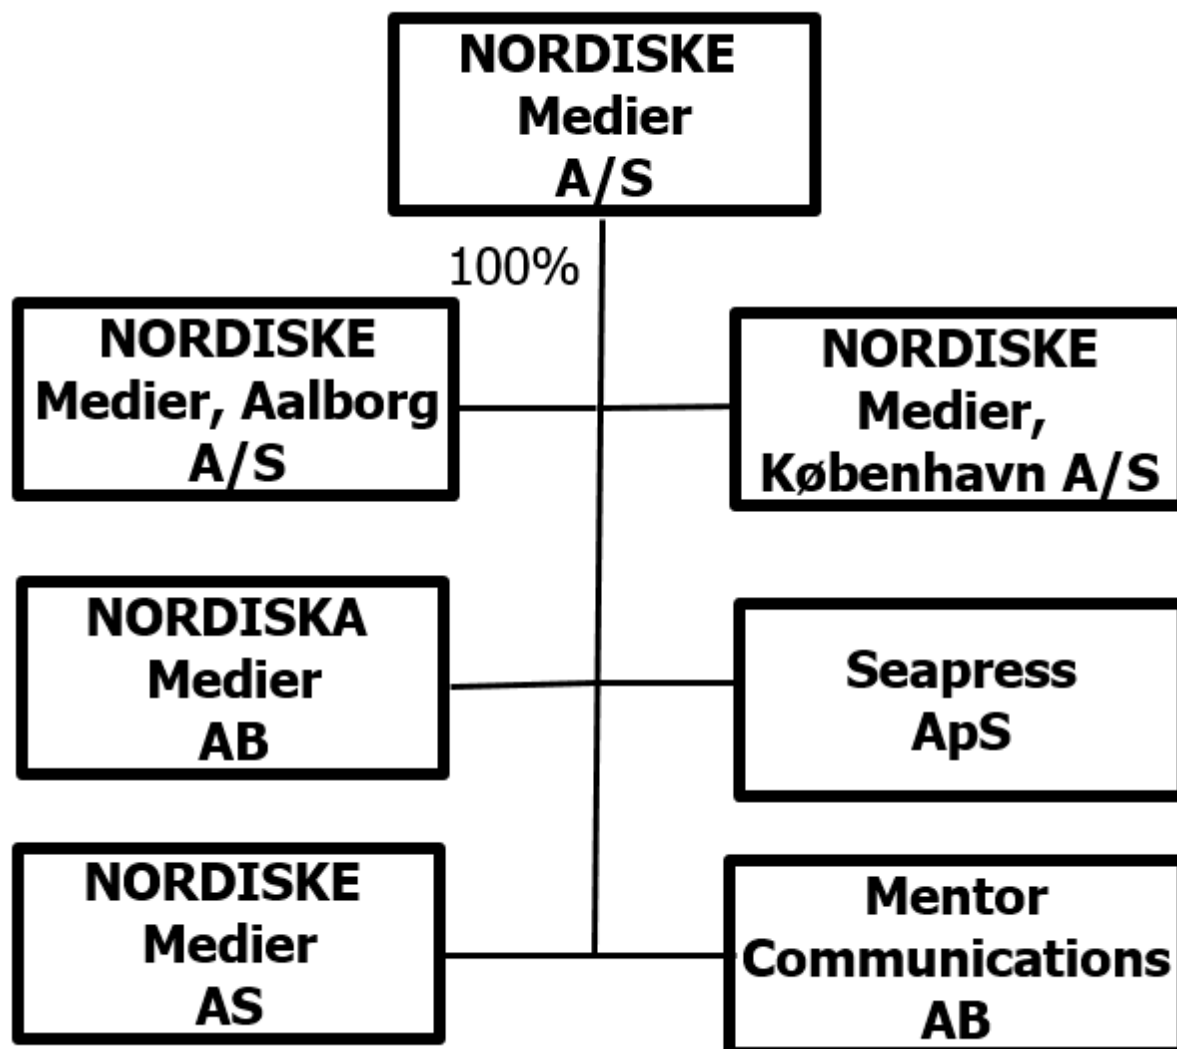 NORDISKE
Medier
A/S
100%
NORDISKE
Medier, Aalborg
A/S
NORDISKE
Medier,
København A/S
NORDISKA
Medier
AB
Seapress
ApS
NORDISKE
Medier
AS
Mentor
Communications
AB